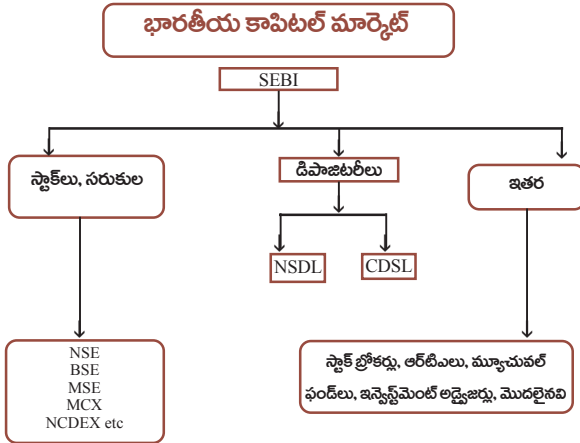 భారతీయ కాపిటల్ మార్కెట్
SEBI
స్టాక్‌లు, సరుకుల
డిపాజిటరీలు
ఇతర
NSDL
CDSL
NSE
BSE
MSE
MCX
NCDEX etc
స్టాక్ బ్రోకర్లు, ఆర్‌టిఎలు, మ్యూచువల్
ఫండ్‌లు, ఇన్వెస్ట్‌మెంట్ అడ్వైజర్లు, మొదలైనవి